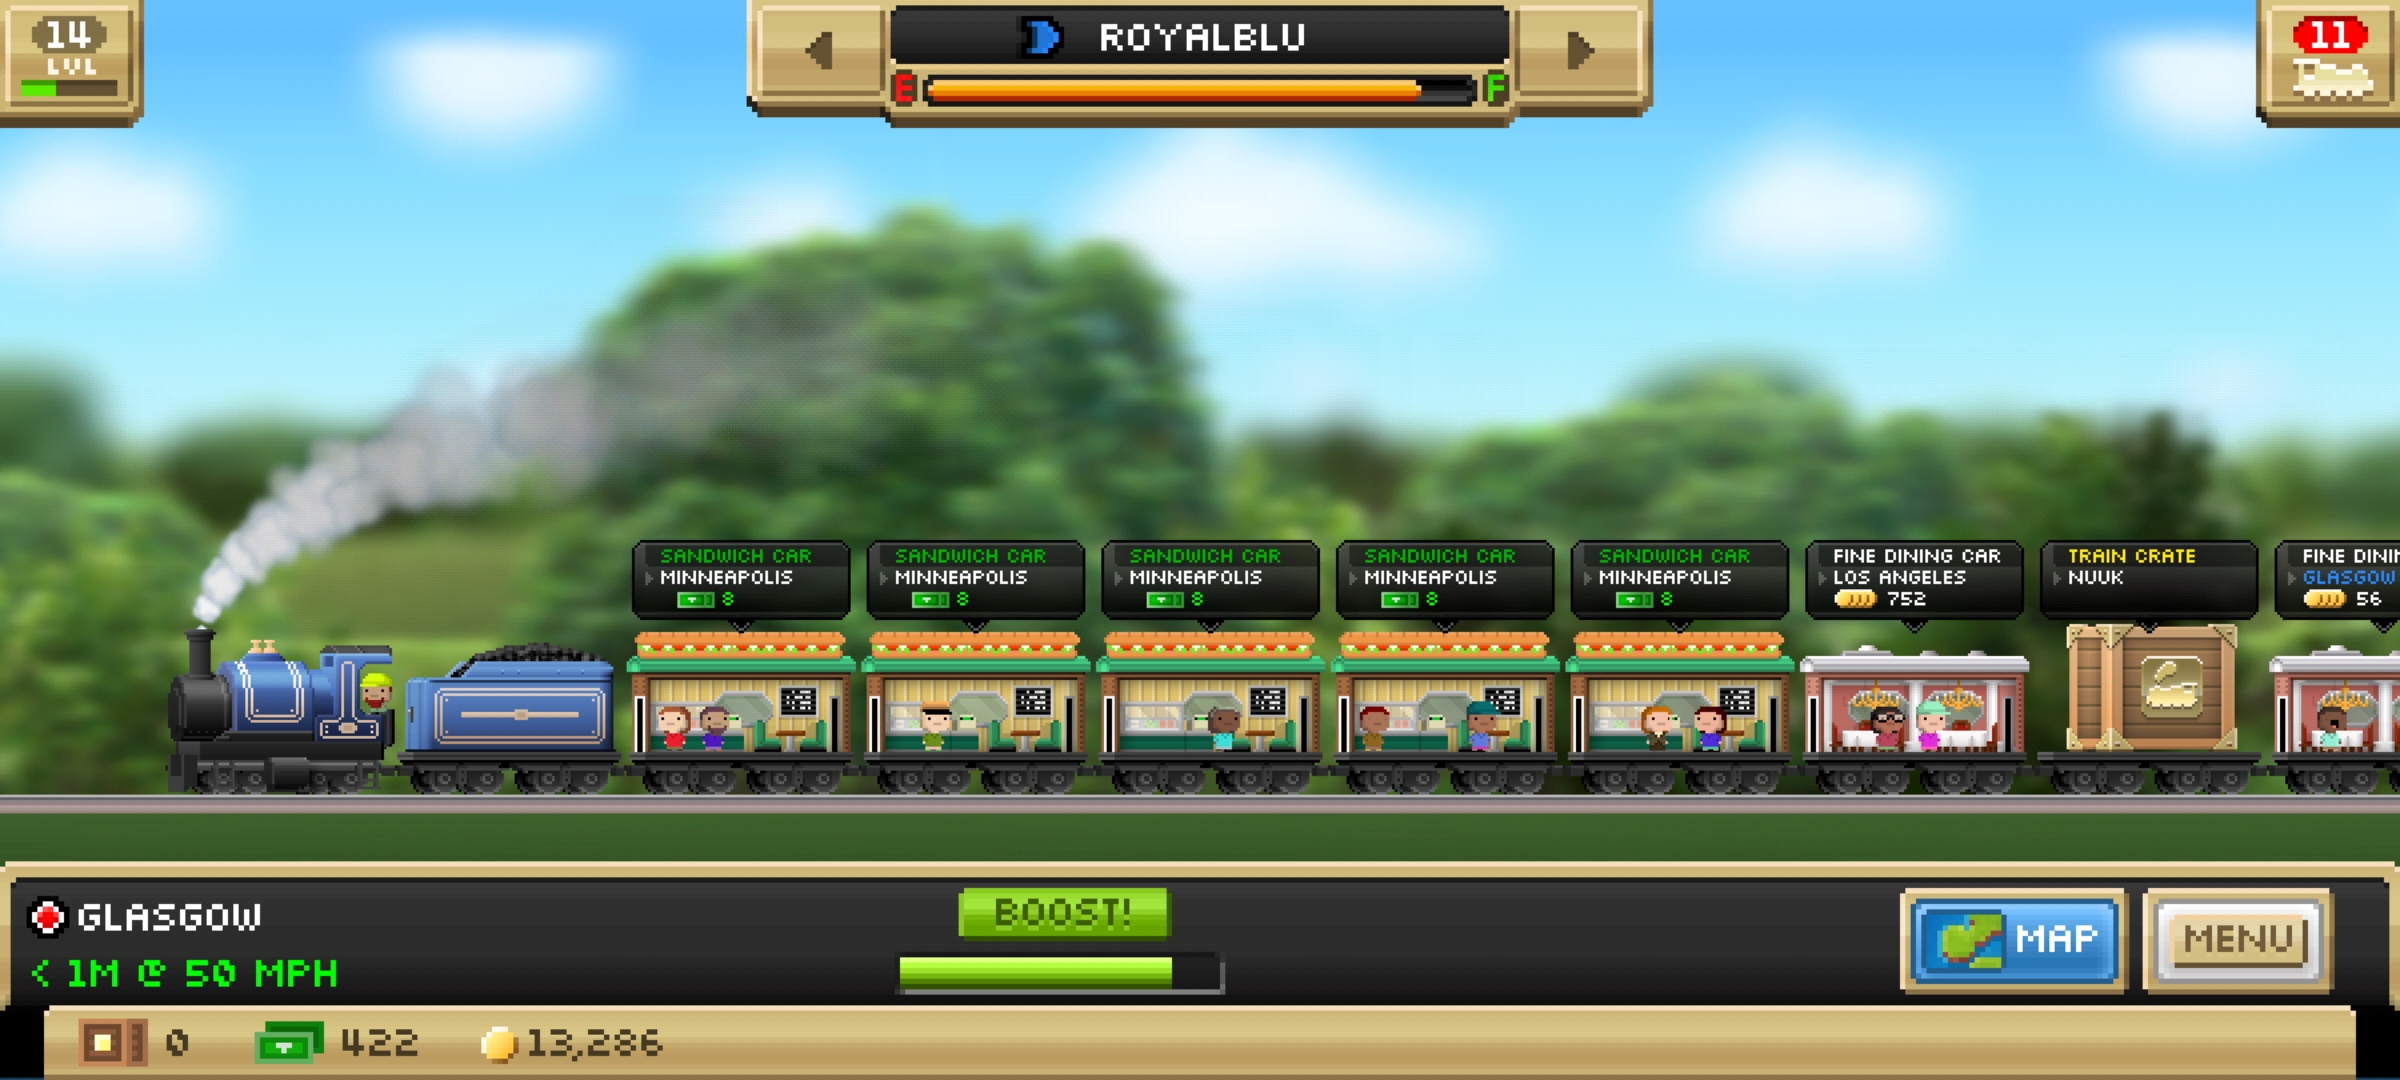 14
LVL
ROYALBLU
E
F
11
SANDWICH CAR
MINNEAPOLIS
8
SANDWICH CAR
MINNEAPOLIS
8
SANDWICH CAR
MINNEAPOLIS
8
SANDWICH CAR
MINNEAPOLIS
8
SANDWICH CAR
MINNEAPOLIS
8
FINE DINING CAR
LOS ANGELES
752
TRAIN CRATE
NUUK
FINE DININ
GLASGOW
56
GLASGOW
< 1M @ 50 MPH
BOOST!
MAP
MENU
0
422
13,286